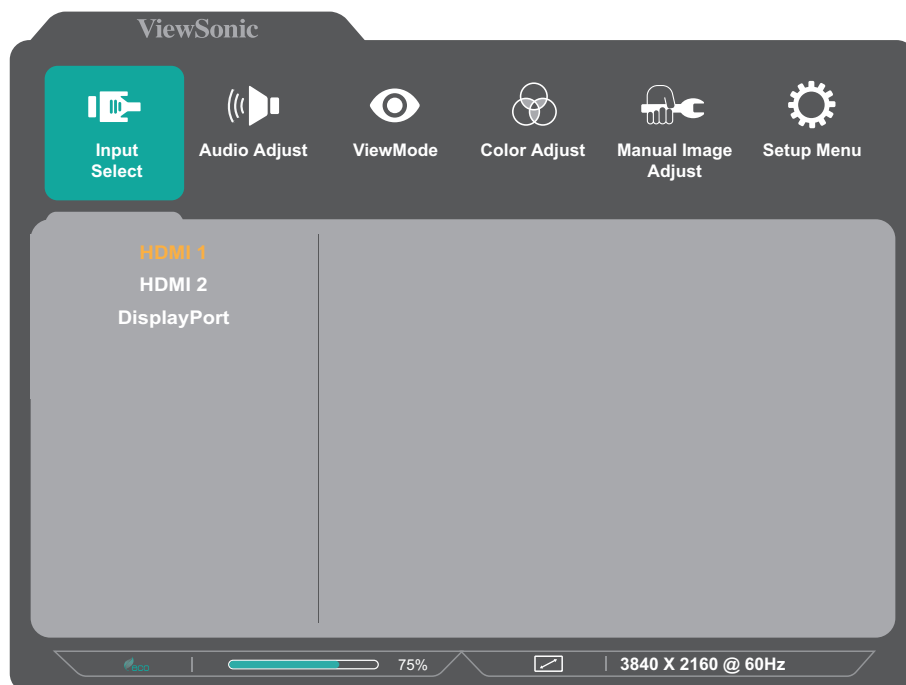 ViewSonic
Input
Select
Audio Adjust
ViewMode
Color Adjust
Manual Image
Adjust
Setup Menu
HDMI 1
HDMI 2
DisplayPort
eco
75%
3840 X 2160 @ 60Hz